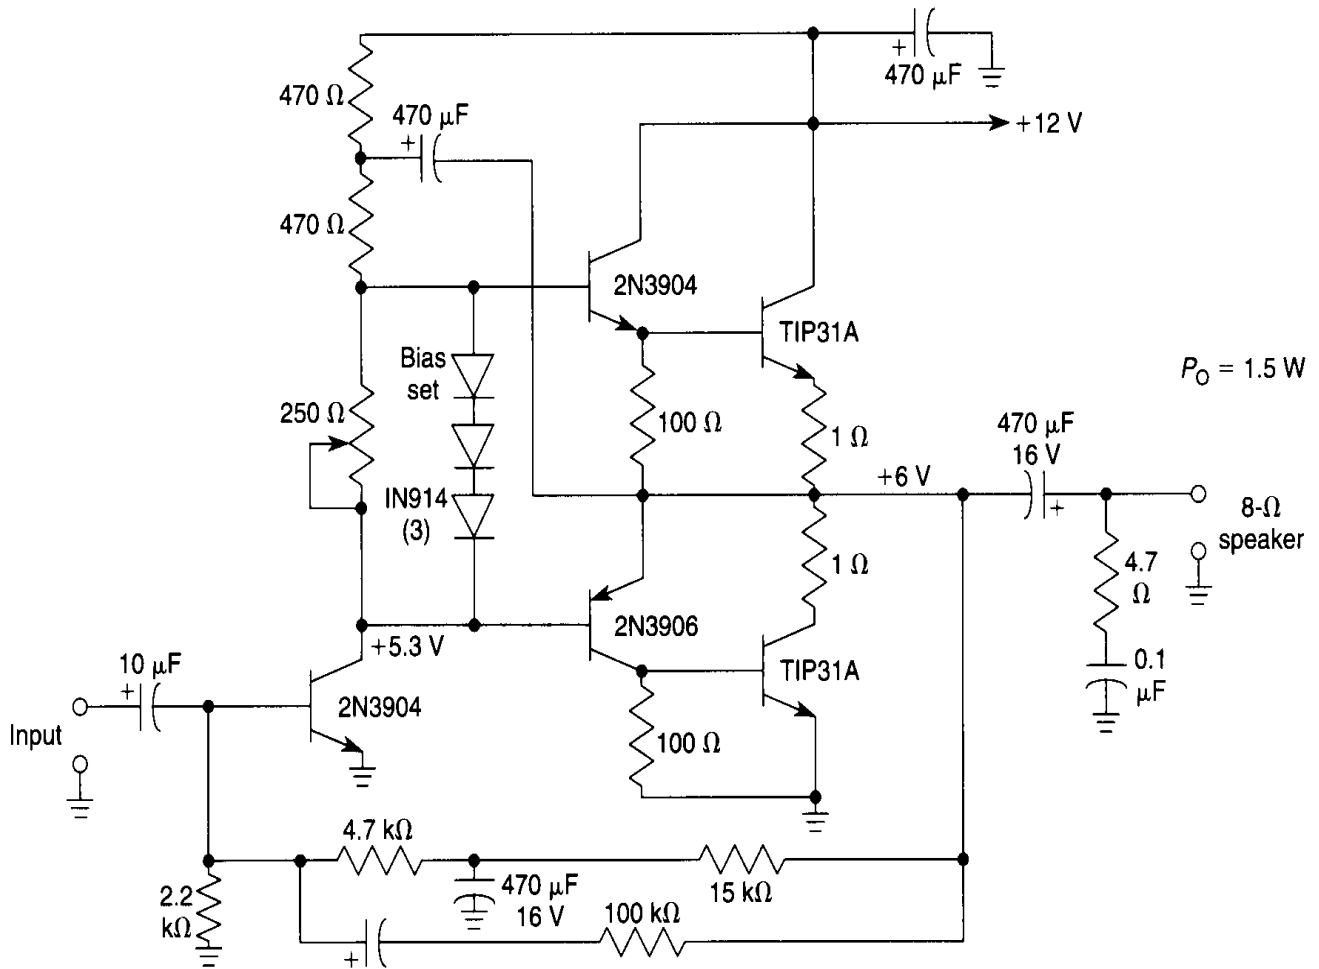 +
470 µF
470 Ω
470 µF
+
+12 V
470 Ω
2N3904
TIP31A
Bias
set
P_O = 1.5 W
250 Ω
100 Ω
1 Ω
470 µF
16 V
+6 V
+
IN914
(3)
8-Ω
speaker
1 Ω
4.7
Ω
2N3906
+5.3 V
TIP31A
10 µF
+
0.1
µF
2N3904
Input
100 Ω
4.7 kΩ
2.2
kΩ
470 µF
16 V
15 kΩ
100 kΩ
+